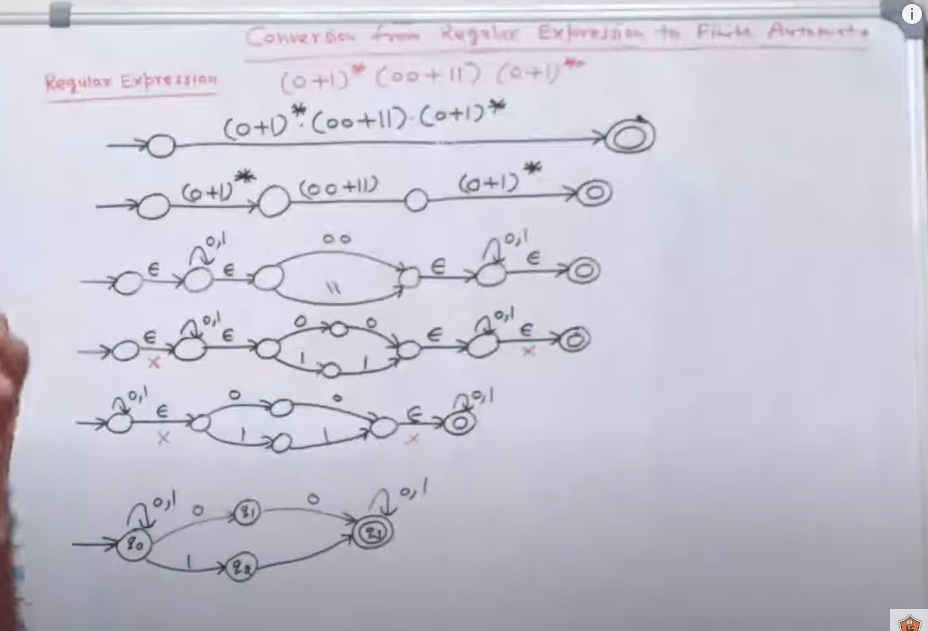 Conversion from Regular Expression to Finite Automata
Regular Expression (0+1)* (00+11) (0+1)*
(0+1)*·(00+11)·(0+1)*
(0+1)* (00+11) (0+1)*
0,1 00 0,1
ε ε ε ε
11
0,1 0 0 0,1
ε ε ε ε
x 1 1 x
0,1 0 0 0,1
ε ε
x 1 1 x
0,1 0 q1 0 0,1
q0
1 q2
i